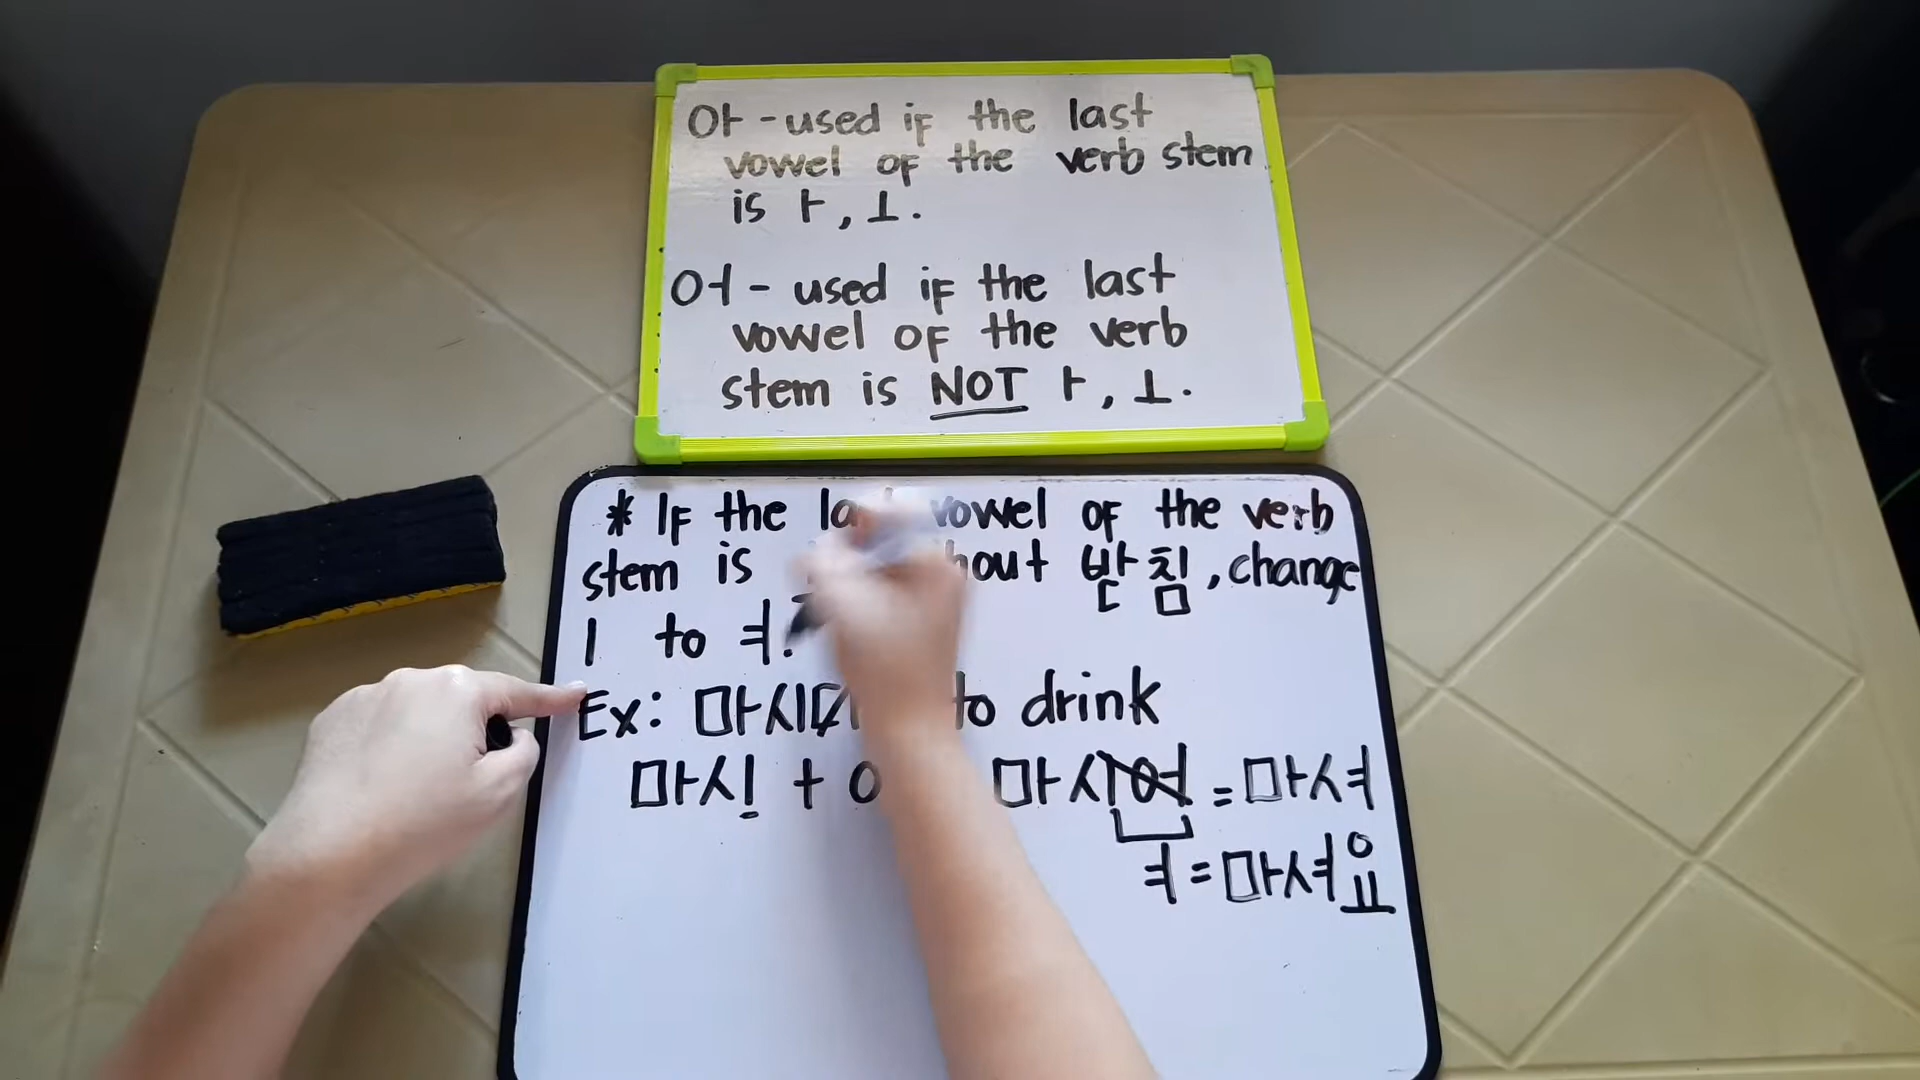 아 - used if the last
vowel of the verb stem
is ㅏ, ㅗ.
어 - used if the last
vowel of the verb
stem is NOT ㅏ, ㅗ.
* If the vowel of the verb
stem is 받침, change
ㅣ to ㅕ.
Ex: 마시다 to drink
마시 + 마시어 = 마셔
ㅕ = 마셔요